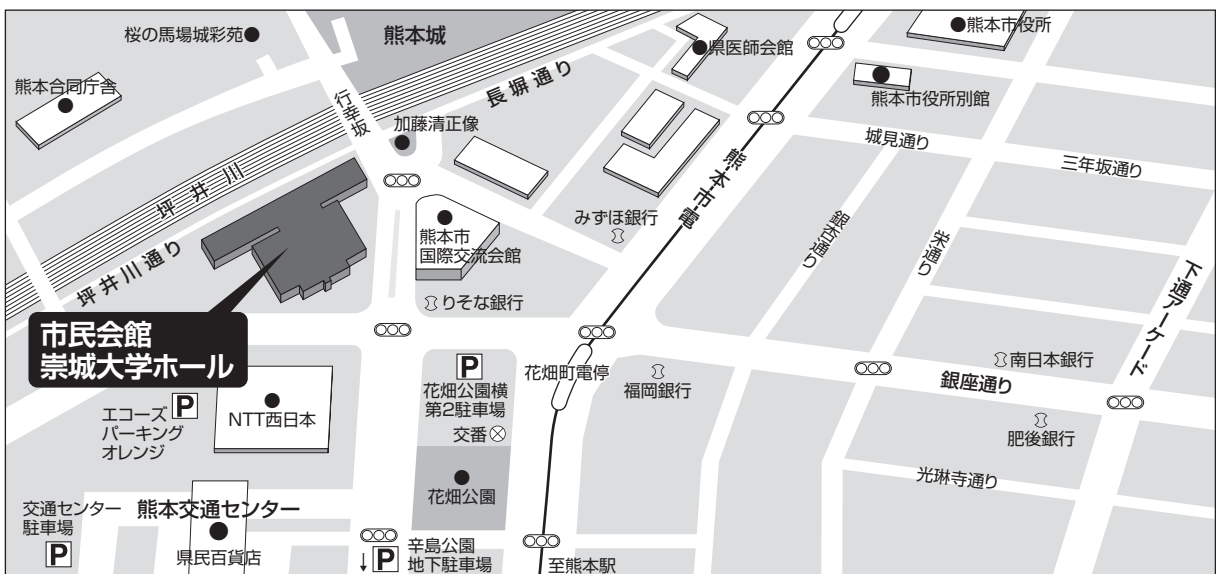 桜の馬場城彩苑
熊本城
県医師会館
熊本市役所
熊本合同庁舎
行幸坂
長塀通り
加藤清正像
熊本市役所別館
城見通り
三年坂通り
坪井川
熊本市電
みずほ銀行
銀杏通り
栄通り
熊本市
国際交流会館
坪井川通り
りそな銀行
下通アーケード
市民会館
崇城大学ホール
P
花畑公園横
第2駐車場
交番
花畑町電停
福岡銀行
南日本銀行
銀座通り
肥後銀行
エコーズ P
パーキング
オレンジ
NTT西日本
花畑公園
光琳寺通り
交通センター
駐車場
P
熊本交通センター
県民百貨店
↓P
辛島公園
地下駐車場
至熊本駅